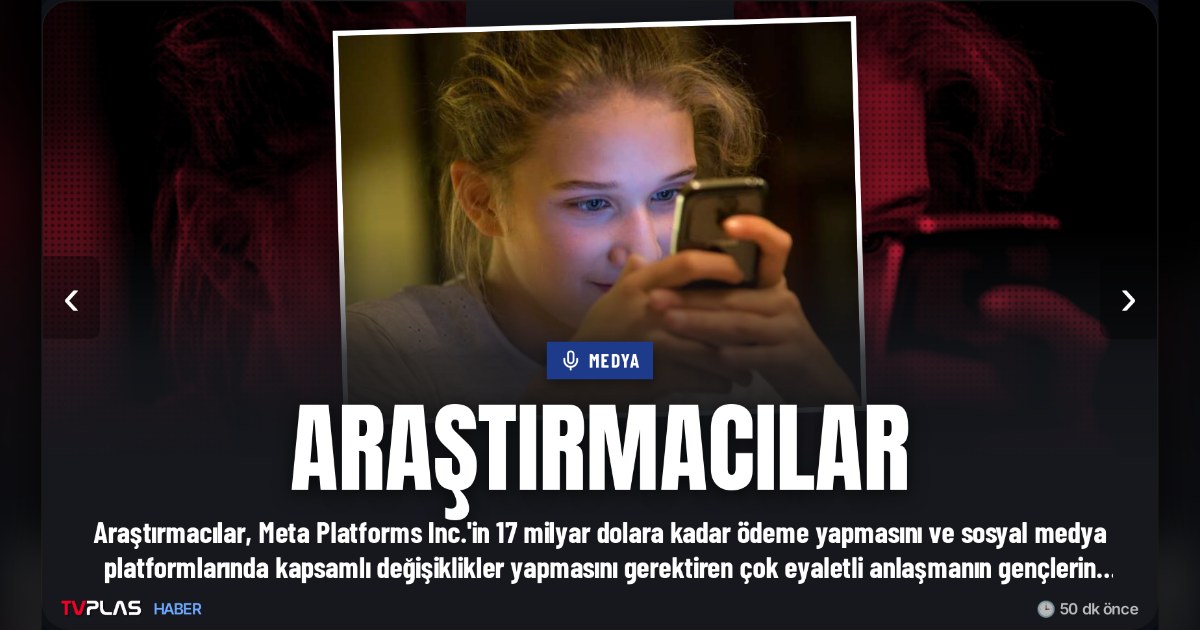 MEDYA
ARAŞTIRMACILAR
Araştırmacılar, Meta Platforms Inc.'in 17 milyar dolara kadar ödeme yapmasını ve sosyal medya
platformlarında kapsamlı değişiklikler yapmasını gerektiren çok eyaletli anlaşmanın gençlerin...
TVPLAS HABER
50 dk önce